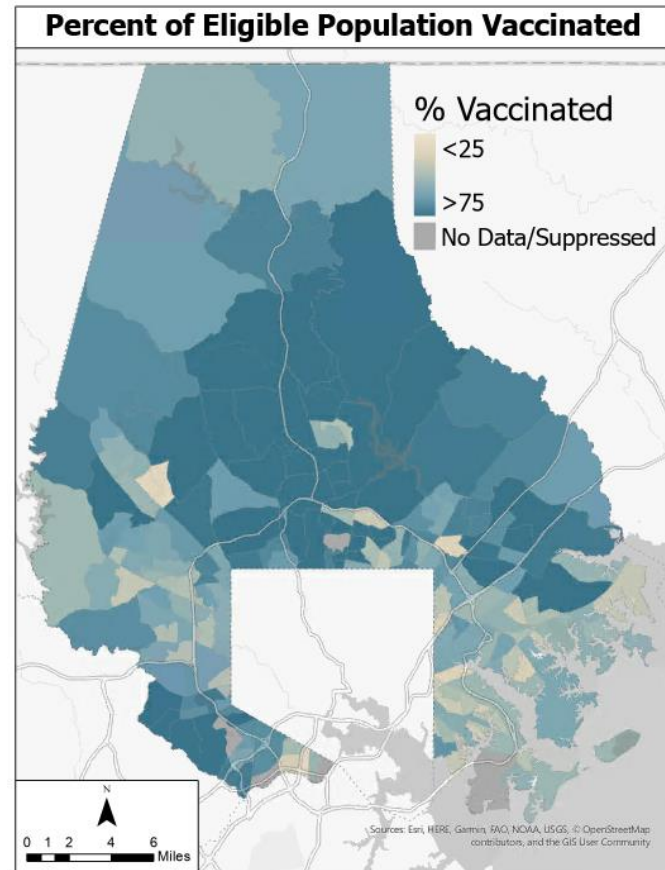 Percent of Eligible Population Vaccinated
% Vaccinated
<25
>75
No Data/Suppressed
N
0 1 2 4 6
Miles
Sources: Esri, HERE, Garmin, FAO, NOAA, USGS, © OpenStreetMap
contributors, and the GIS User Community